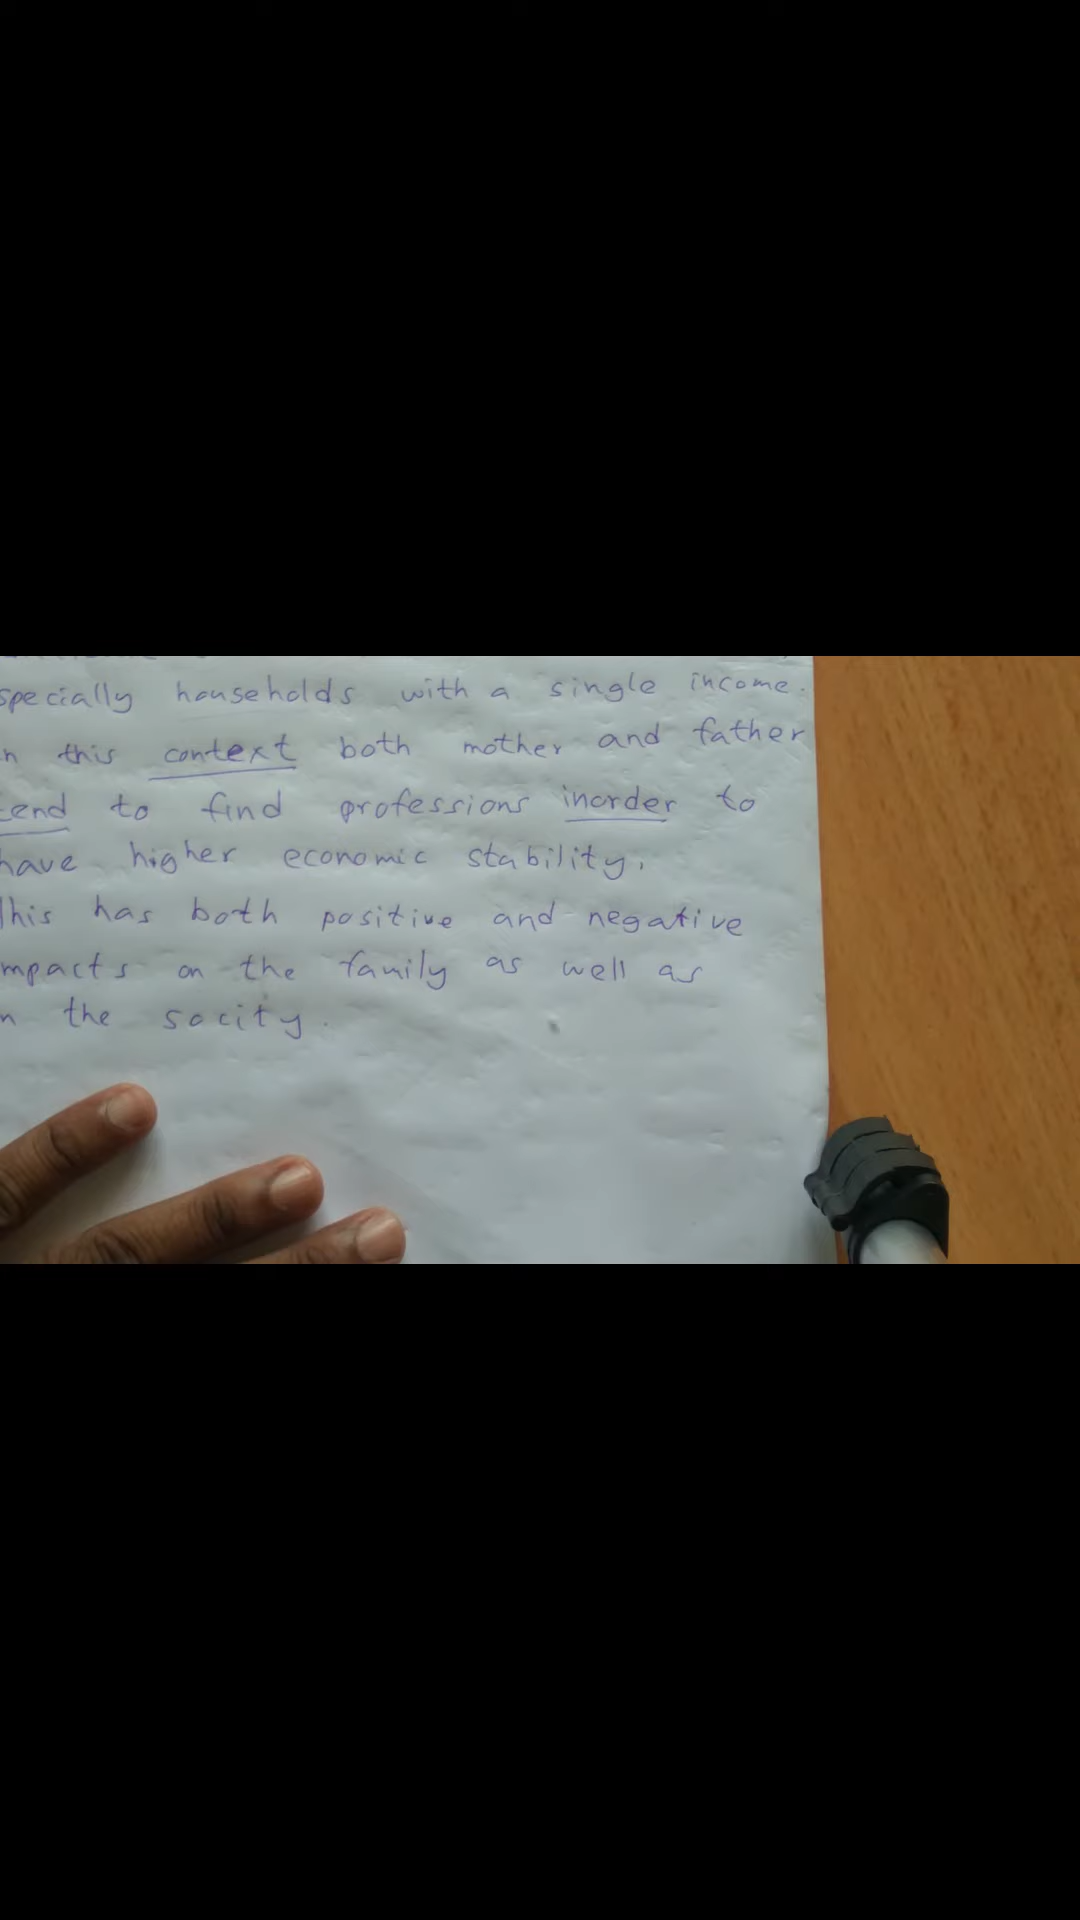 specially households with a single income.
n this context both mother and father
tend to find professions inorder to
have higher economic stability.
This has both positive and negative
mpacts on the family as well as
n the socity.